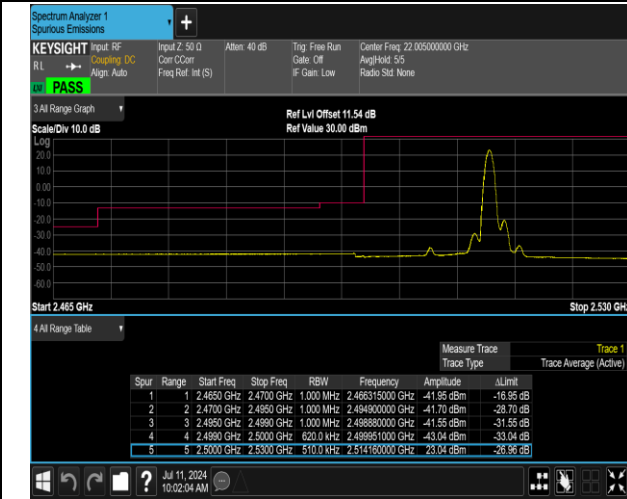 Spectrum Analyzer 1
Spurious Emissions
+
KEYSIGHT Input: RF Input Z: 50 Ω Atten: 40 dB Trig: Free Run Center Freq: 22.005000000 GHz
RL Coupling: DC Corr CCorr Gate: Off Avg|Hold: 5/5
Align: Auto Freq Ref: Int (S) IF Gain: Low Radio Std: None
PASS
3 All Range Graph
Ref Lvl Offset 11.54 dB
Scale/Div 10.0 dB Ref Value 30.00 dBm
Log
20.0
10.0
0.00
-10.0
-20.0
-30.0
-40.0
-50.0
-60.0
Start 2.465 GHz Stop 2.530 GHz
4 All Range Table
Measure Trace Trace 1
Trace Type Trace Average (Active)
Spur Range Start Freq Stop Freq RBW Frequency Amplitude ΔLimit
1 1 2.4650 GHz 2.4700 GHz 1.000 MHz 2.466315000 GHz -41.95 dBm -16.95 dB
2 2 2.4700 GHz 2.4950 GHz 1.000 MHz 2.494900000 GHz -41.70 dBm -28.70 dB
3 3 2.4950 GHz 2.4990 GHz 1.000 MHz 2.498880000 GHz -41.55 dBm -31.55 dB
4 4 2.4990 GHz 2.5000 GHz 620.0 kHz 2.499951000 GHz -43.04 dBm -33.04 dB
5 5 2.5000 GHz 2.5300 GHz 510.0 kHz 2.514160000 GHz 23.04 dBm -26.96 dB
? Jul 11, 2024
10:02:04 AM